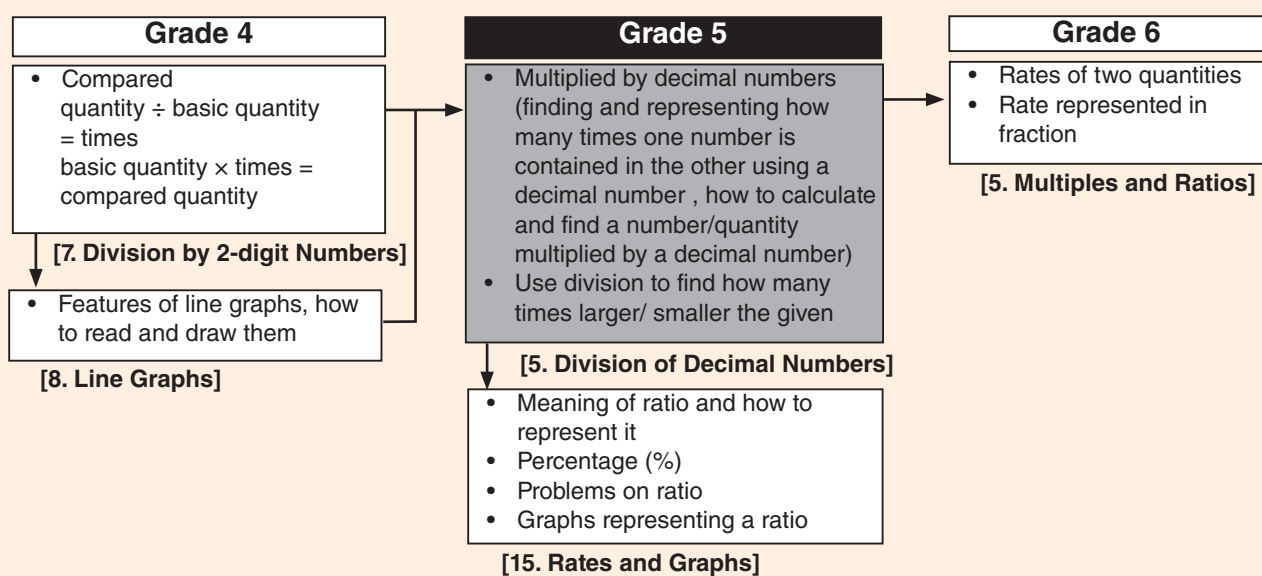 Grade 4
• Compared
quantity ÷ basic quantity
= times
basic quantity × times =
compared quantity
[7. Division by 2-digit Numbers]
• Features of line graphs, how
to read and draw them
[8. Line Graphs]
Grade 5
• Multiplied by decimal numbers
(finding and representing how
many times one number is
contained in the other using a
decimal number , how to calculate
and find a number/quantity
multiplied by a decimal number)
• Use division to find how many
times larger/ smaller the given
[5. Division of Decimal Numbers]
• Meaning of ratio and how to
represent it
• Percentage (%)
• Problems on ratio
• Graphs representing a ratio
[15. Rates and Graphs]
Grade 6
• Rates of two quantities
• Rate represented in
fraction
[5. Multiples and Ratios]